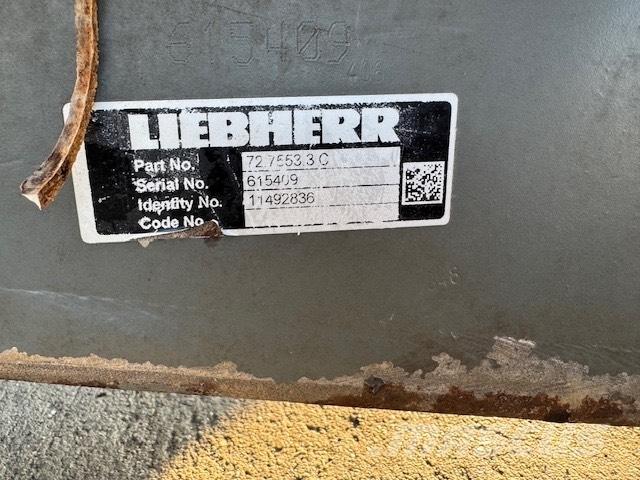 615409
LIEBHERR
Part No. 72.7553.3 C
Serial No. 615409
Identity No. 11492836
Code No.